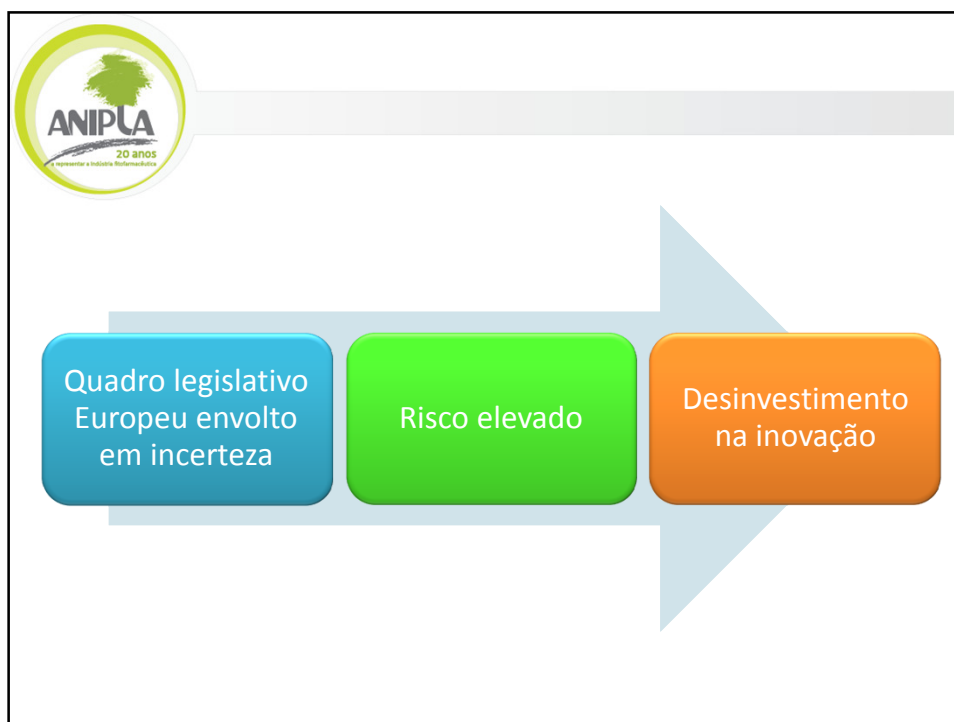 ANIPLA
20 anos
a representar a Indústria fitofarmacêutica
Quadro legislativo
Europeu envolto
em incerteza
Risco elevado
Desinvestimento
na inovação